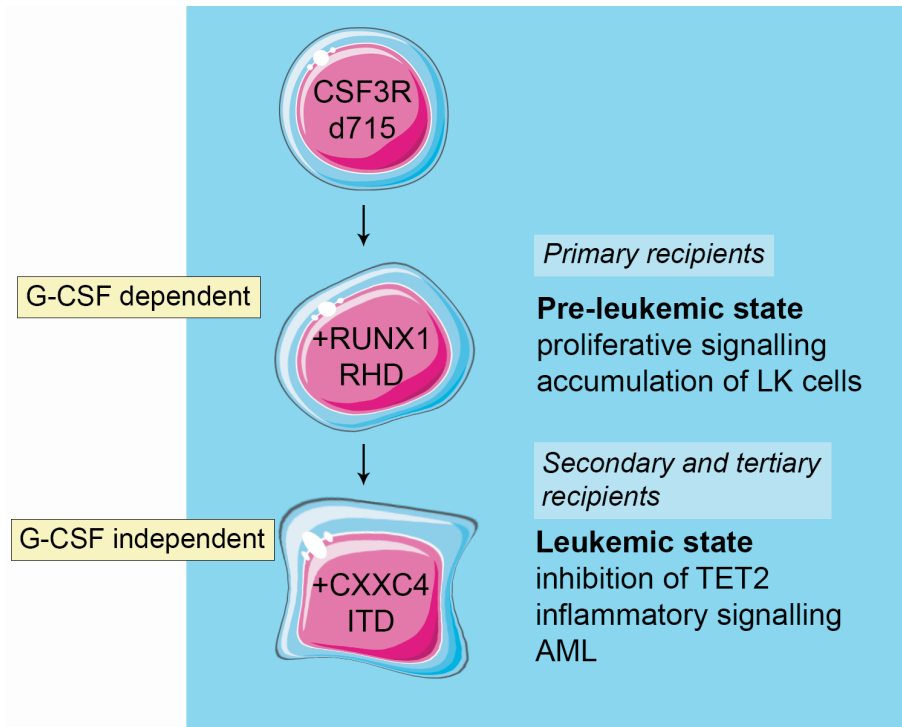 CSF3R
d715
Primary recipients
G-CSF dependent
+RUNX1
RHD
Pre-leukemic state
proliferative signalling
accumulation of LK cells
Secondary and tertiary
recipients
G-CSF independent
+CXXC4
ITD
Leukemic state
inhibition of TET2
inflammatory signalling
AML